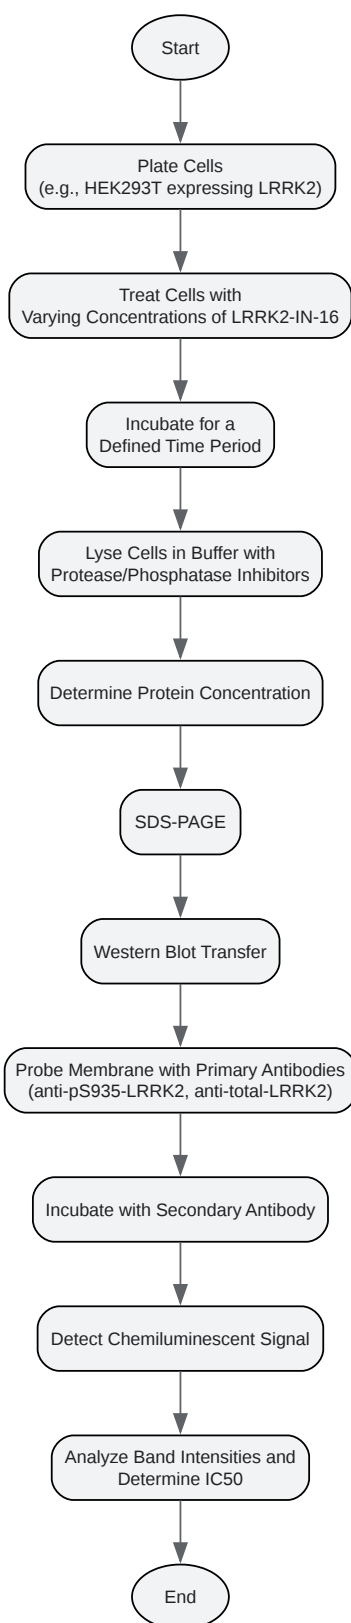 Start
Plate Cells
(e.g., HEK293T expressing LRRK2)
Treat Cells with
Varying Concentrations of LRRK2-IN-16
Incubate for a
Defined Time Period
Lyse Cells in Buffer with
Protease/Phosphatase Inhibitors
Determine Protein Concentration
SDS-PAGE
Western Blot Transfer
Probe Membrane with Primary Antibodies
(anti-pS935-LRRK2, anti-total-LRRK2)
Incubate with Secondary Antibody
Detect Chemiluminescent Signal
Analyze Band Intensities and
Determine IC50
End